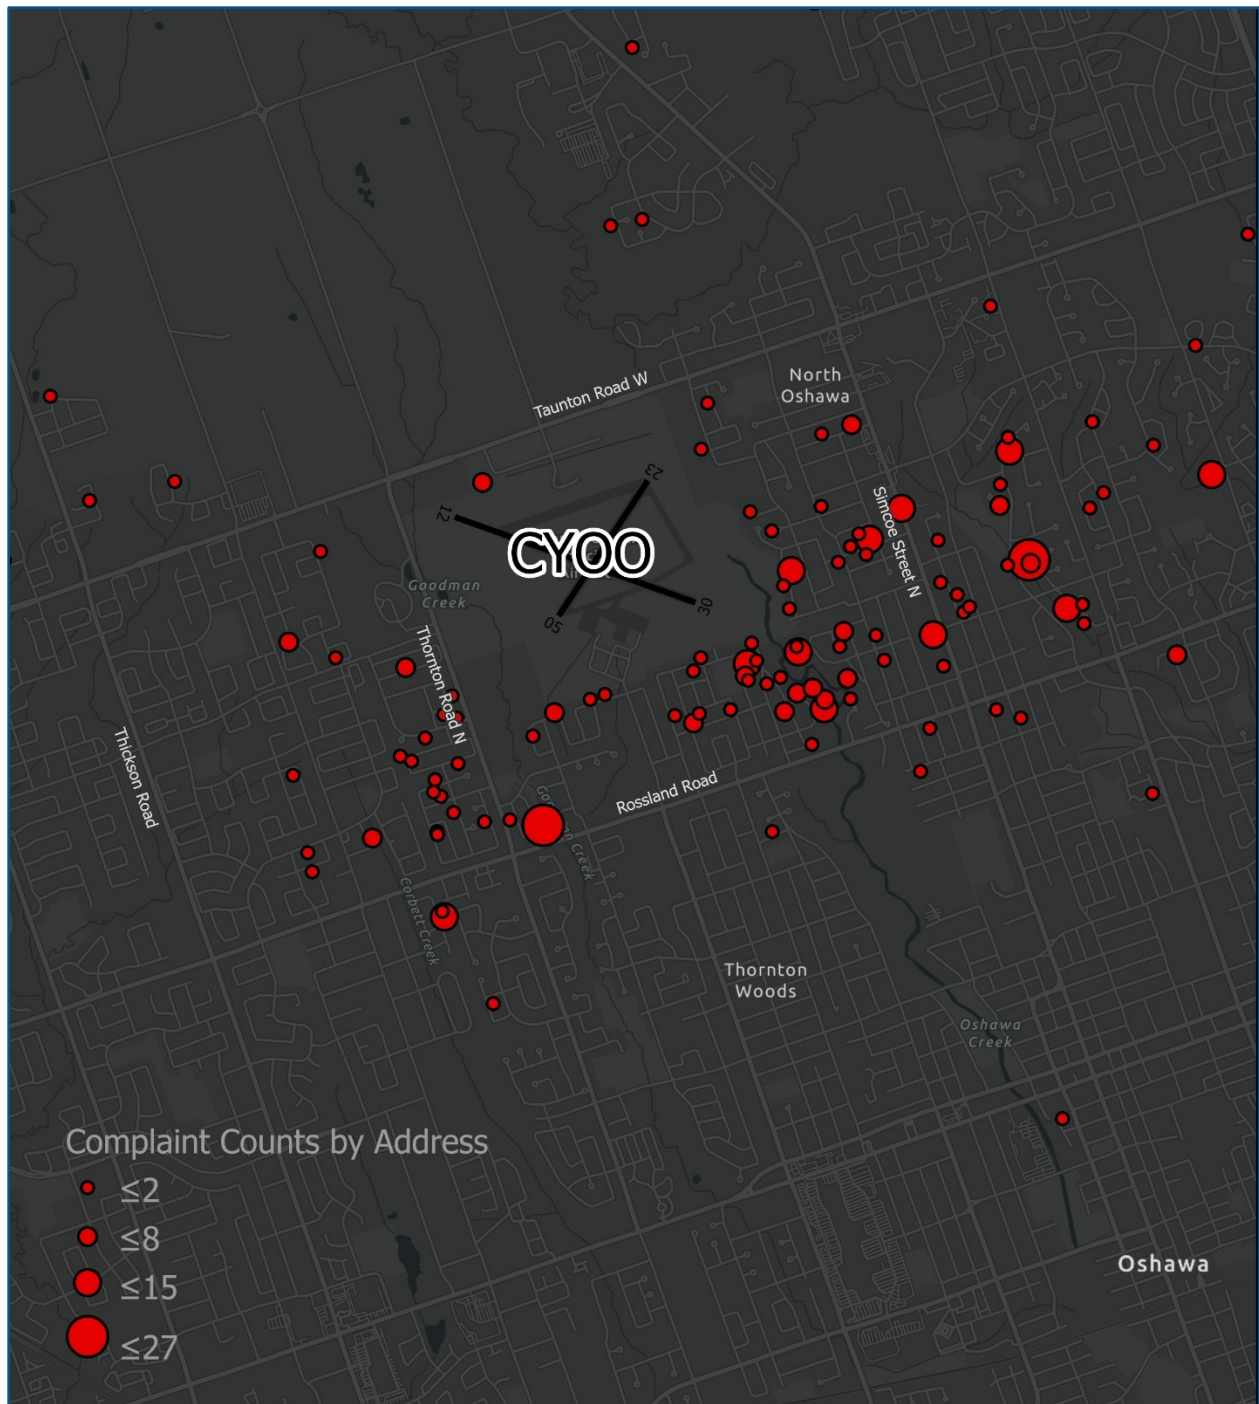 North
Oshawa
Taunton Road W
23
12
CYOO
Simcoe Street N
Goodman
Creek
30
05
Thornton Road N
Thickson Road
Rossland Road
Creek
Corbett Creek
Thornton
Woods
Oshawa
Creek
Complaint Counts by Address
≤2
≤8
≤15
≤27
Oshawa